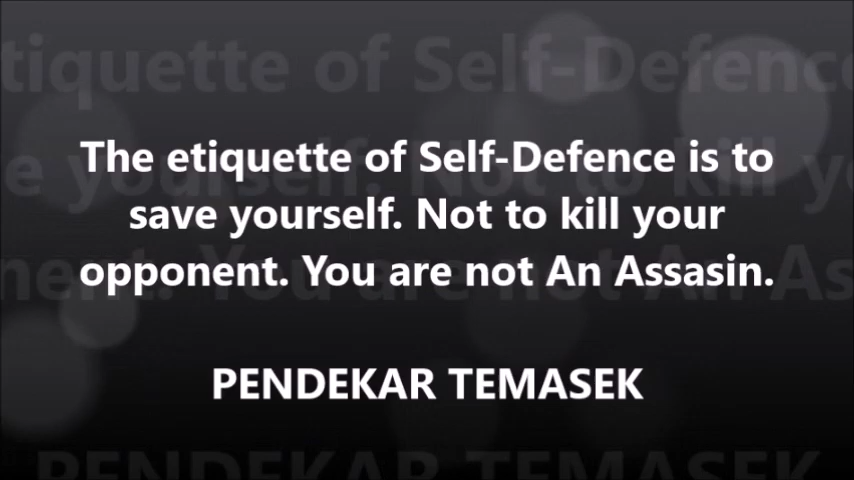 The etiquette of Self-Defence is to
save yourself. Not to kill your
opponent. You are not An Assasin.
PENDEKAR TEMASEK